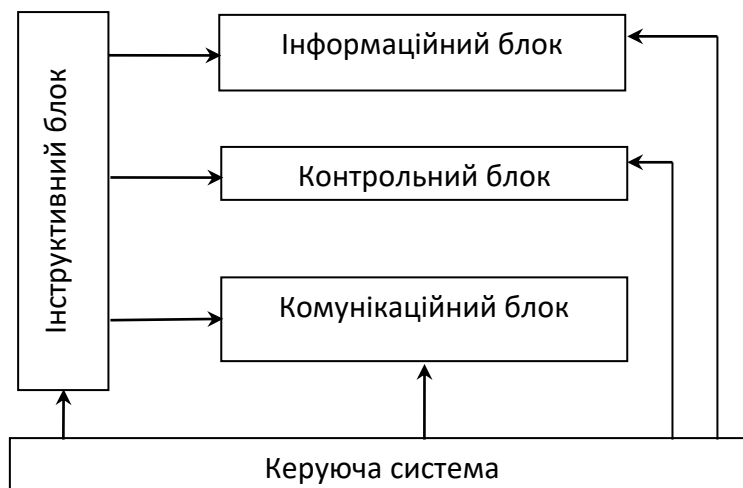 Інструктивний блок
Інформаційний блок
Контрольний блок
Комунікаційний блок
Керуюча система